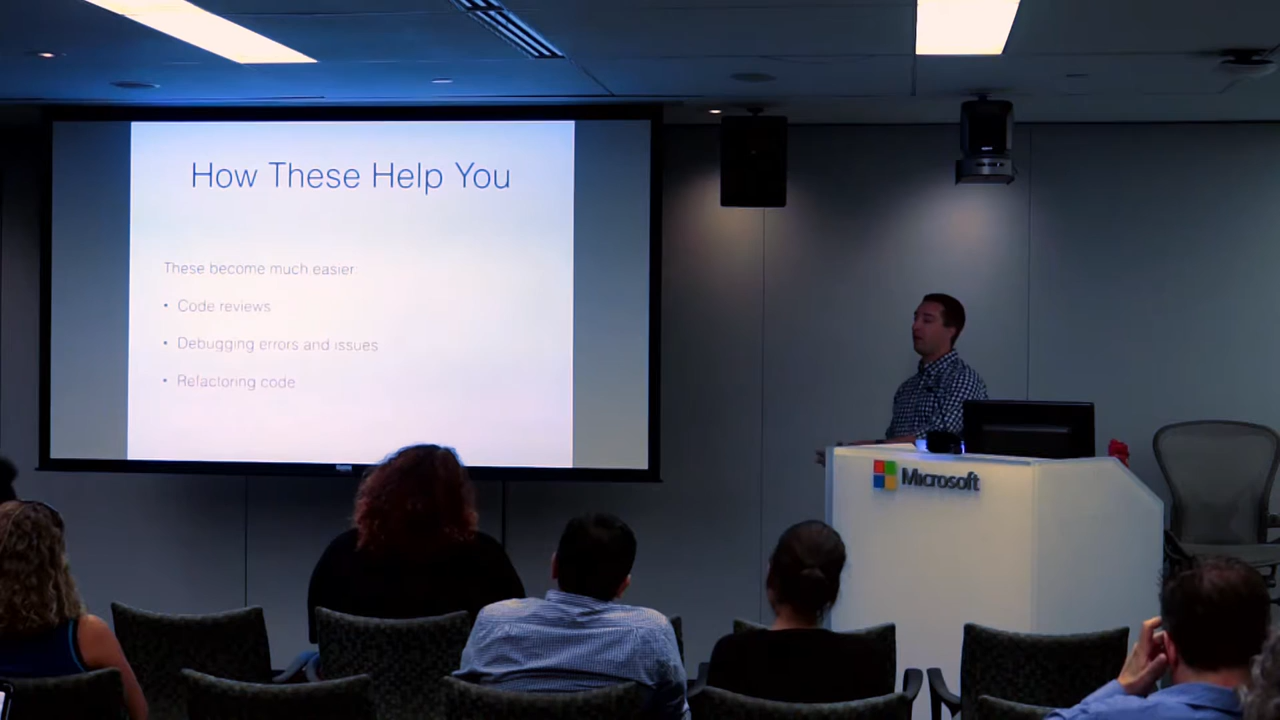 How These Help You
These become much easier:
• Code reviews
• Debugging errors and issues
• Refactoring code
Microsoft